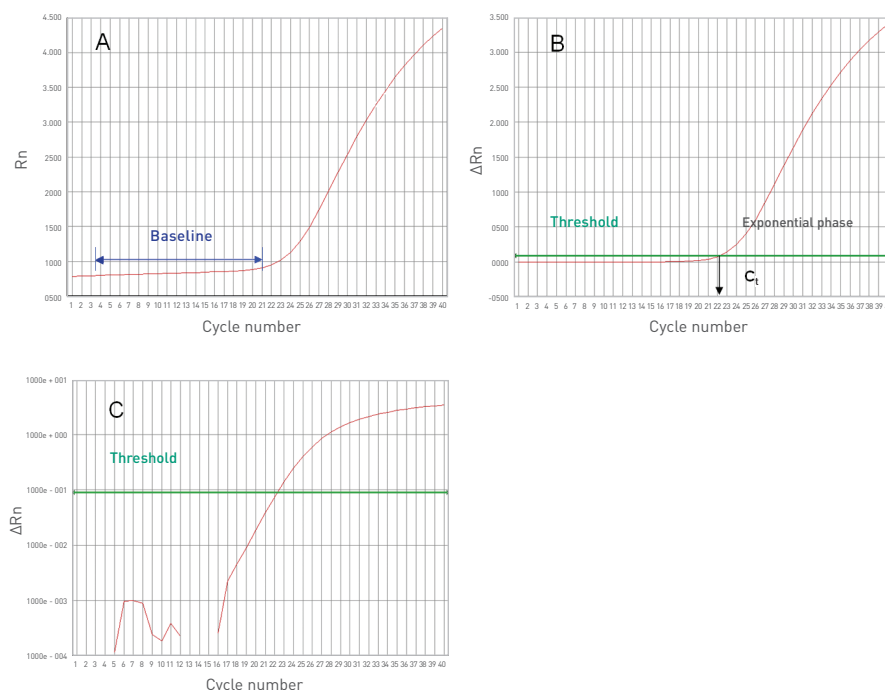 A
4.500
4.000
3.500
3.000
2.500
2000
1500
1000
0500
Rn
Baseline
1 2 3 4 5 6 7 8 9 10 11 12 13 14 15 16 17 18 19 20 21 22 23 24 25 26 27 28 29 30 31 32 33 34 35 36 37 38 39 40
Cycle number
B
3.500
3.000
2.500
2.000
1500
1000
0500
0000
-0500
ΔRn
Threshold
Exponential phase
Ct
1 2 3 4 5 6 7 8 9 10 11 12 13 14 15 16 17 18 19 20 21 22 23 24 25 26 27 28 29 30 31 32 33 34 35 36 37 38 39 40
Cycle number
C
1000e + 001
1000e + 000
1000e - 001
1000e - 002
1000e - 003
1000e - 004
ΔRn
Threshold
1 2 3 4 5 6 7 8 9 10 11 12 13 14 15 16 17 18 19 20 21 22 23 24 25 26 27 28 29 30 31 32 33 34 35 36 37 38 39 40
Cycle number